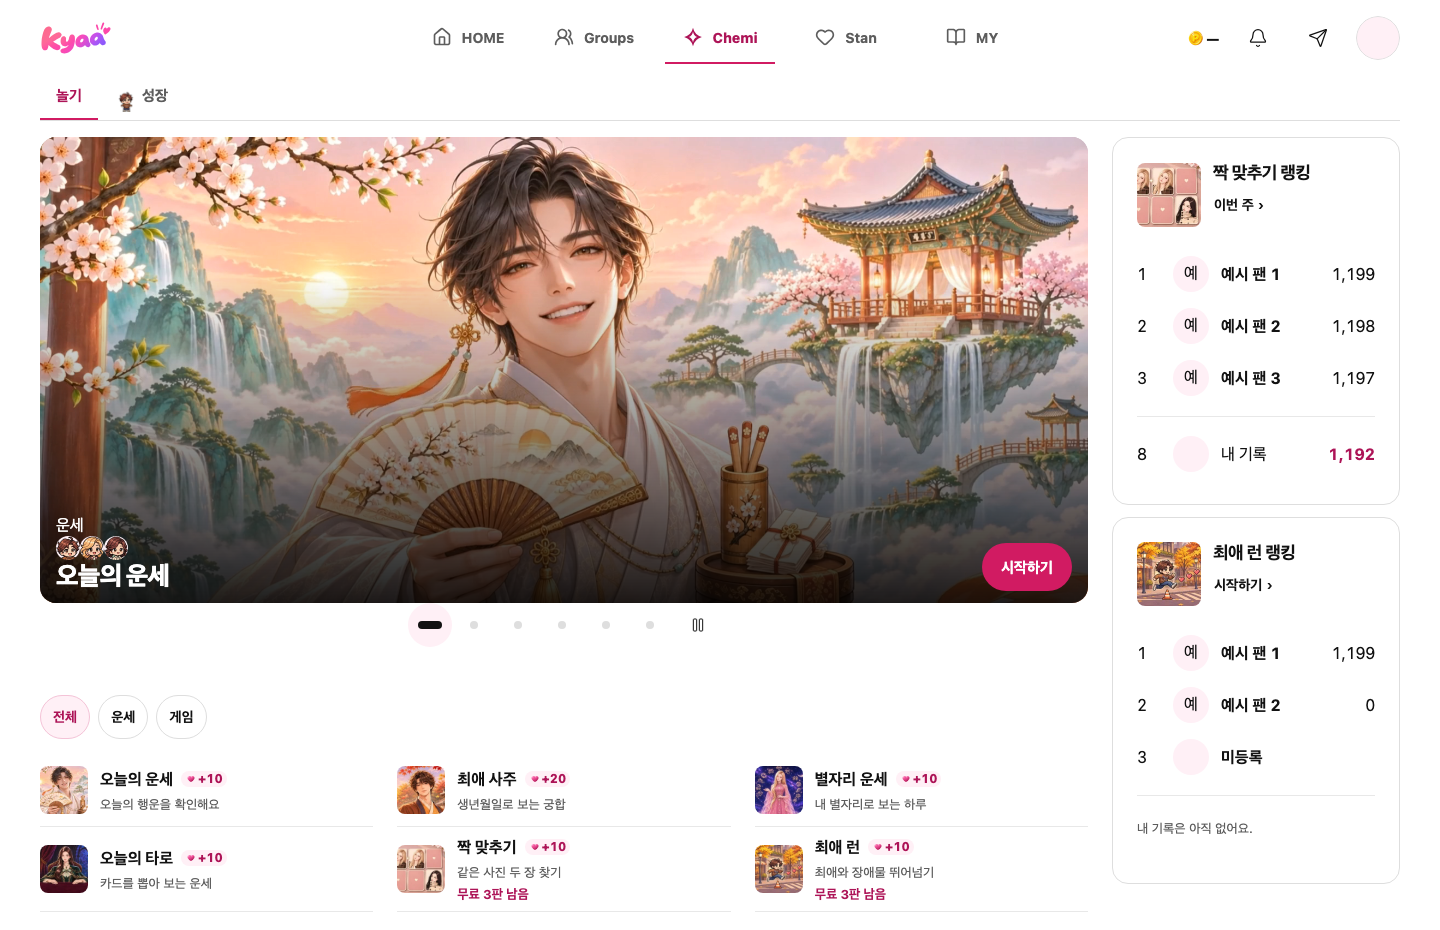 kyaa
HOME
Groups
Chemi
Stan
MY
놀기
성장
운세
오늘의 운세
시작하기
짝 맞추기 랭킹
이번 주 ›
1 예 예시 팬 1 1,199
2 예 예시 팬 2 1,198
3 예 예시 팬 3 1,197
8 내 기록 1,192
최애 런 랭킹
시작하기 ›
1 예 예시 팬 1 1,199
2 예 예시 팬 2 0
3 미등록
내 기록은 아직 없어요.
전체
운세
게임
오늘의 운세 +10
오늘의 행운을 확인해요
최애 사주 +20
생년월일로 보는 궁합
별자리 운세 +10
내 별자리로 보는 하루
오늘의 타로 +10
카드를 뽑아 보는 운세
짝 맞추기 +10
같은 사진 두 장 찾기
무료 3판 남음
최애 런 +10
최애와 장애물 뛰어넘기
무료 3판 남음